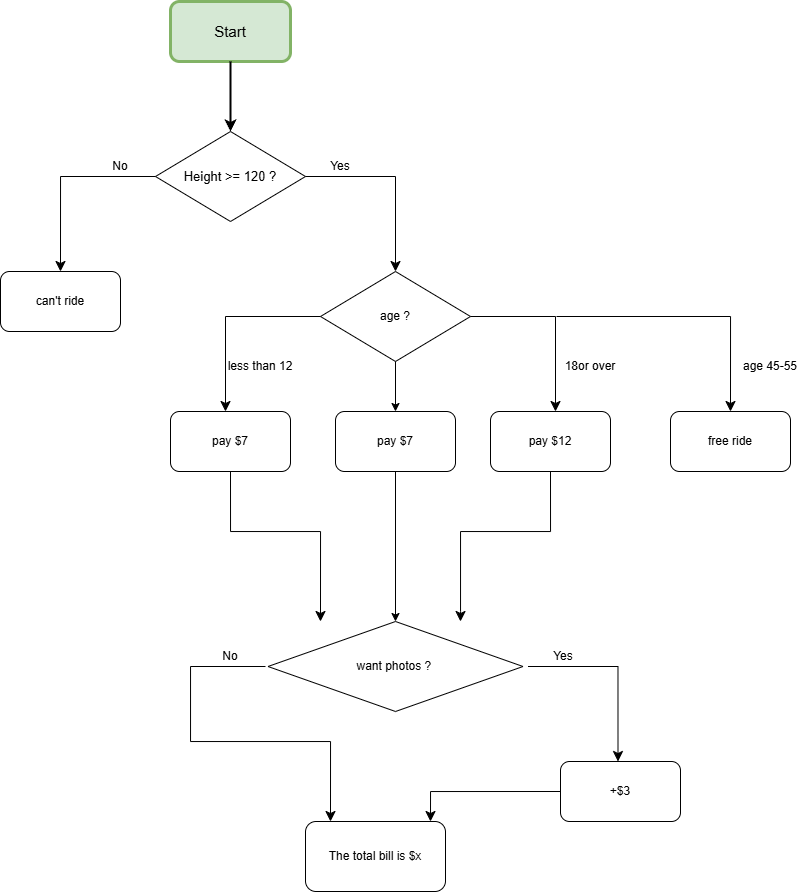 Start
Height >= 120 ?
No
Yes
can't ride
age ?
less than 12
18or over
age 45-55
pay $7
pay $7
pay $12
free ride
want photos ?
No
Yes
+$3
The total bill is $x